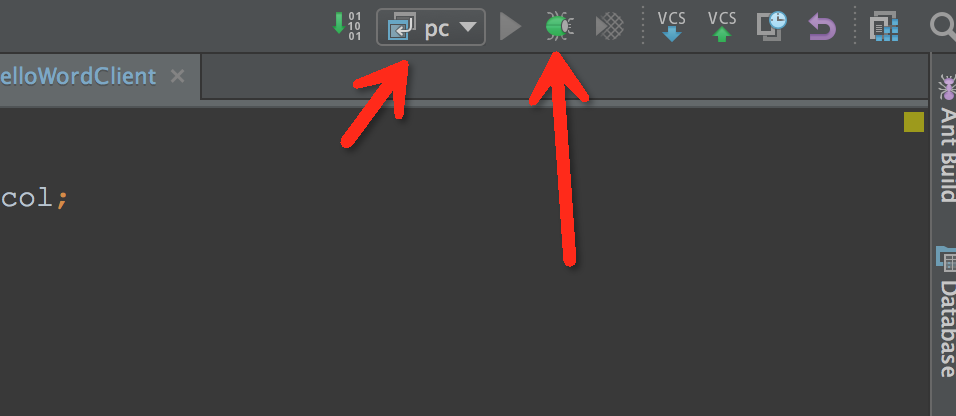 01
10
01
pc
VCS
VCS
elloWordClient
Ant Build
col;
Database